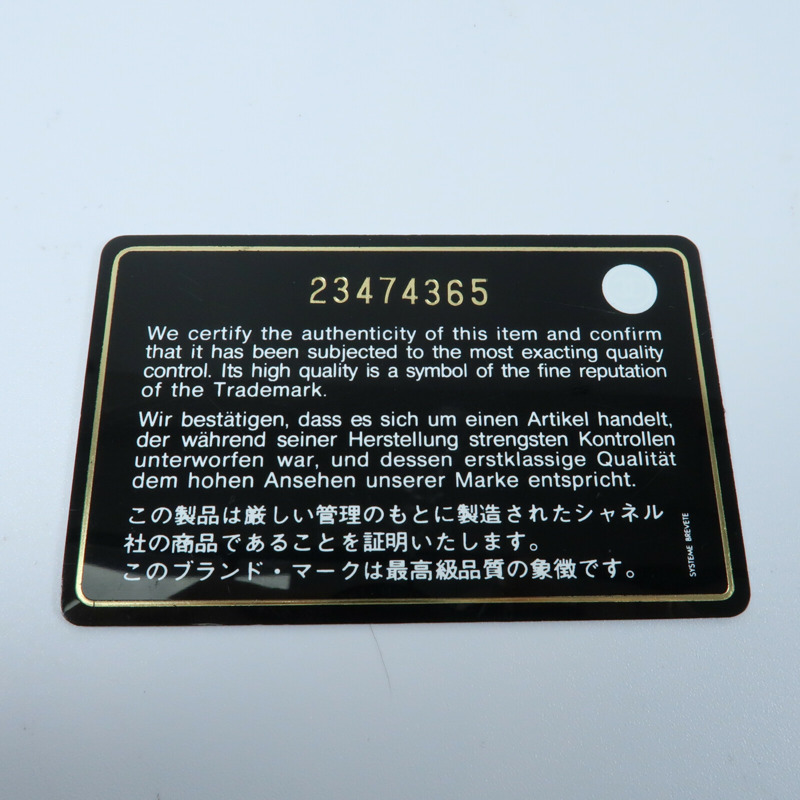 23474365
We certify the authenticity of this item and confirm
that it has been subjected to the most exacting quality
control. Its high quality is a symbol of the fine reputation
of the Trademark.
Wir bestätigen, dass es sich um einen Artikel handelt,
der während seiner Herstellung strengsten Kontrollen
unterworfen war, und dessen erstklassige Qualität
dem hohen Ansehen unserer Marke entspricht.
この製品は厳しい管理のもとに製造されたシャネル
社の商品であることを証明いたします。
このブランド・マークは最高級品質の象徴です。
SYSTEME BREVETE